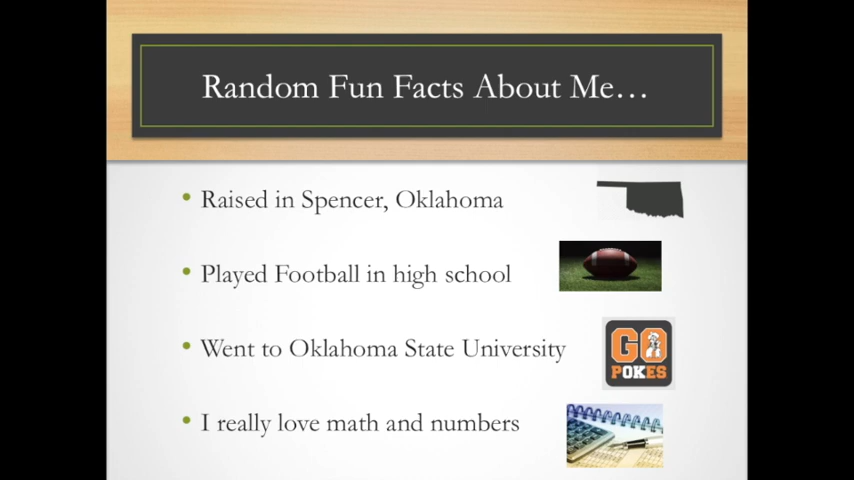 Random Fun Facts About Me…
• Raised in Spencer, Oklahoma
• Played Football in high school
• Went to Oklahoma State University
GO
POKES
• I really love math and numbers